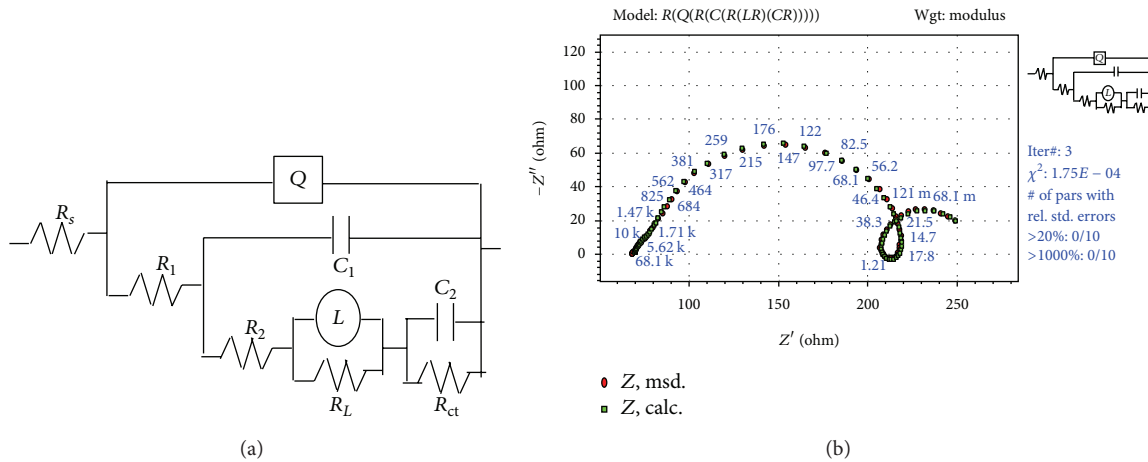 Q
R_s
C_1
R_1
C_2
L
R_2
R_L
R_ct
(a)
Model: R(Q(R(C(R(LR)(CR)))))
Wgt: modulus
120
100
80
60
40
20
0
−Z″ (ohm)
100
150
200
250
Z′ (ohm)
176
122
259
82.5
381
215
147
97.7
56.2
317
68.1
562
464
121 m
68.1 m
825
684
46.4
1.47 k
38.3
21.5
10 k
1.71 k
14.7
5.62 k
17.8
68.1 k
1.21
Q
L
Iter#: 3
χ²: 1.75E − 04
# of pars with
rel. std. errors
>20%: 0/10
>1000%: 0/10
Z, msd.
Z, calc.
(b)